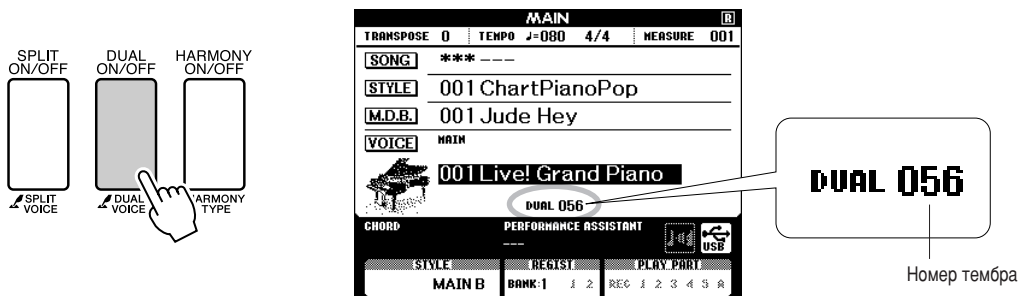 SPLIT ON/OFF
DUAL ON/OFF
HARMONY ON/OFF
SPLIT VOICE
DUAL VOICE
ARMONY TYPE
MAIN R
TRANSPOSE 0 TEMPO ♩=080 4/4 MEASURE 001
SONG *** ---
STYLE 001 ChartPianoPop
M.D.B. 001 Jude Hey
VOICE MAIN
001 Live! Grand Piano
DUAL 056
CHORD PERFORMANCE ASSISTANT
---
USB
STYLE REGIST PLAY PART
MAIN B BANK:1 1 2 REC 1 2 3 4 5 A
DUAL 056
Номер тембра